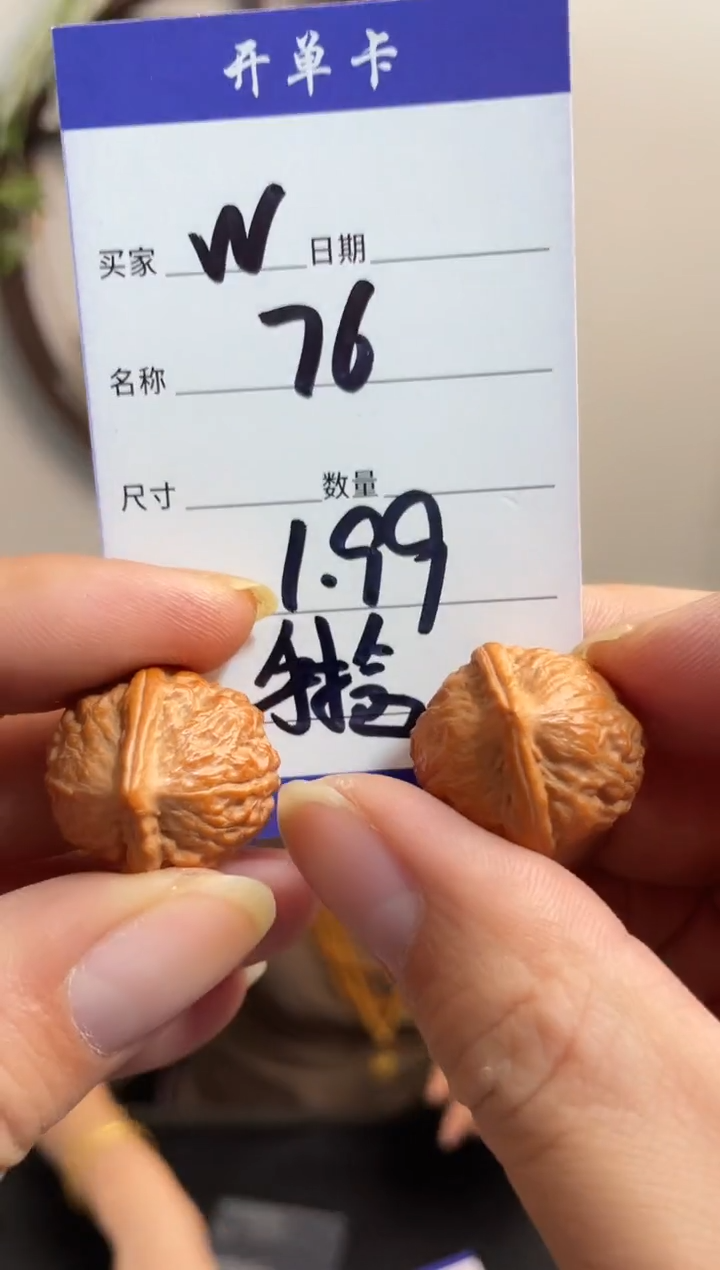 开单卡
买家 W 日期
名称 76
尺寸 数量
1.99